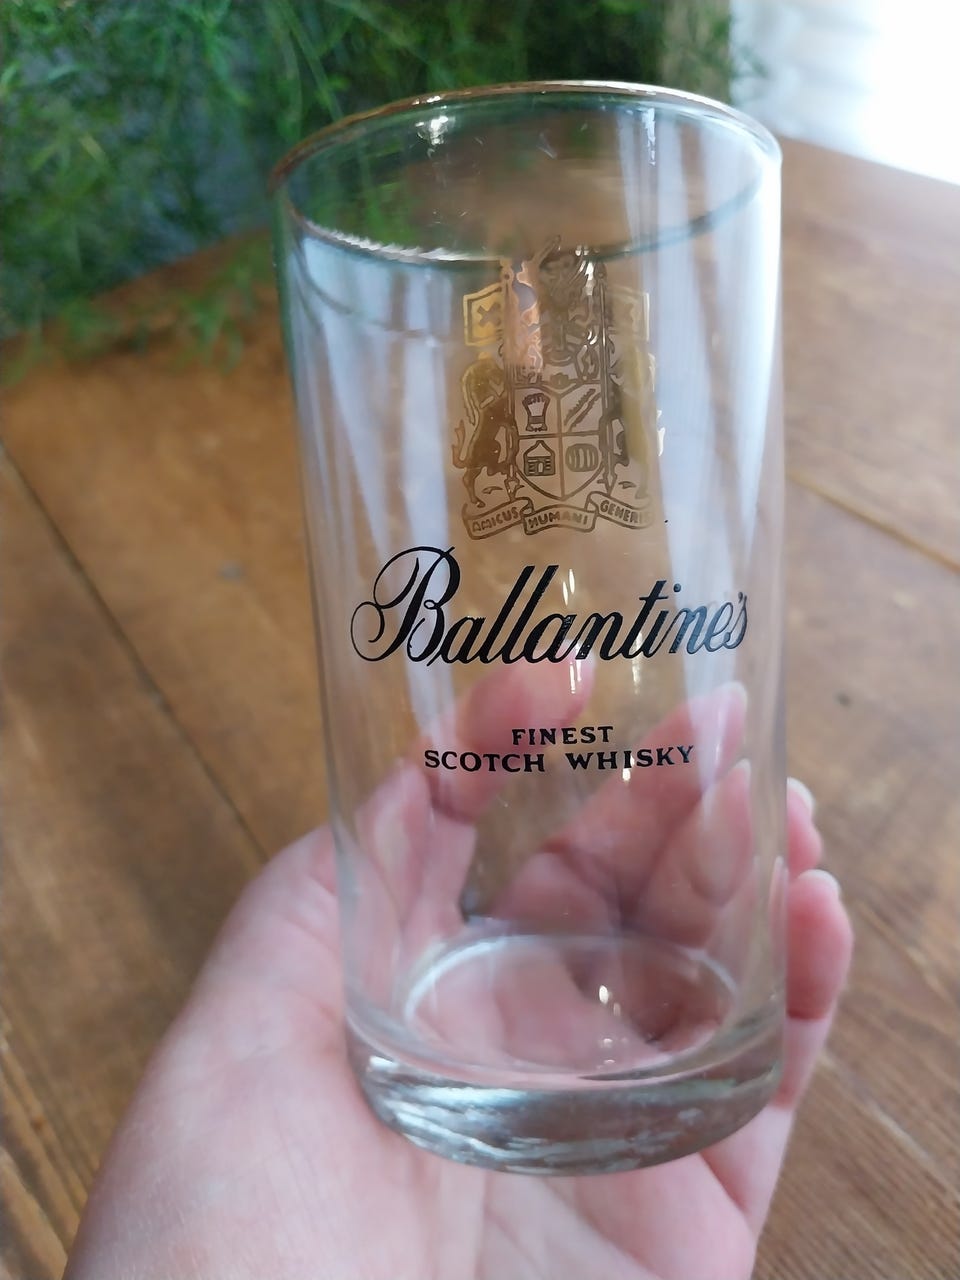 AMICUS HUMANI GENERIS
Ballantine's
FINEST
SCOTCH WHISKY